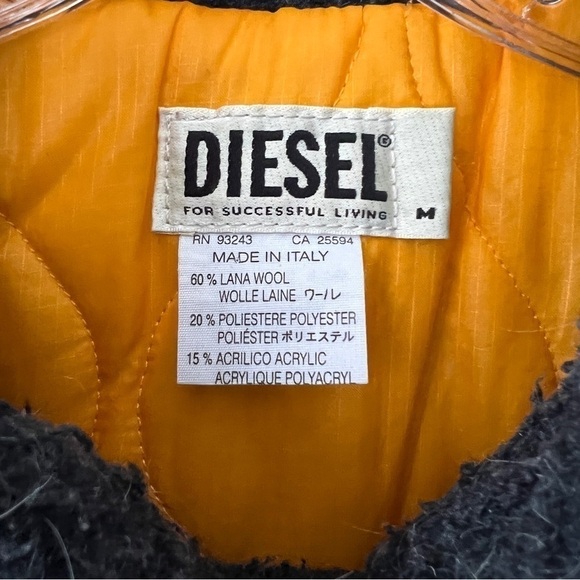 DIESEL
FOR SUCCESSFUL LIVING M
RN 93243 CA 25594
MADE IN ITALY
60 % LANA WOOL
WOLLE LAINE ワール
20 % POLIESTERE POLYESTER
POLIÉSTER ポリエステル
15 % ACRILICO ACRYLIC
ACRYLIQUE POLYACRYL